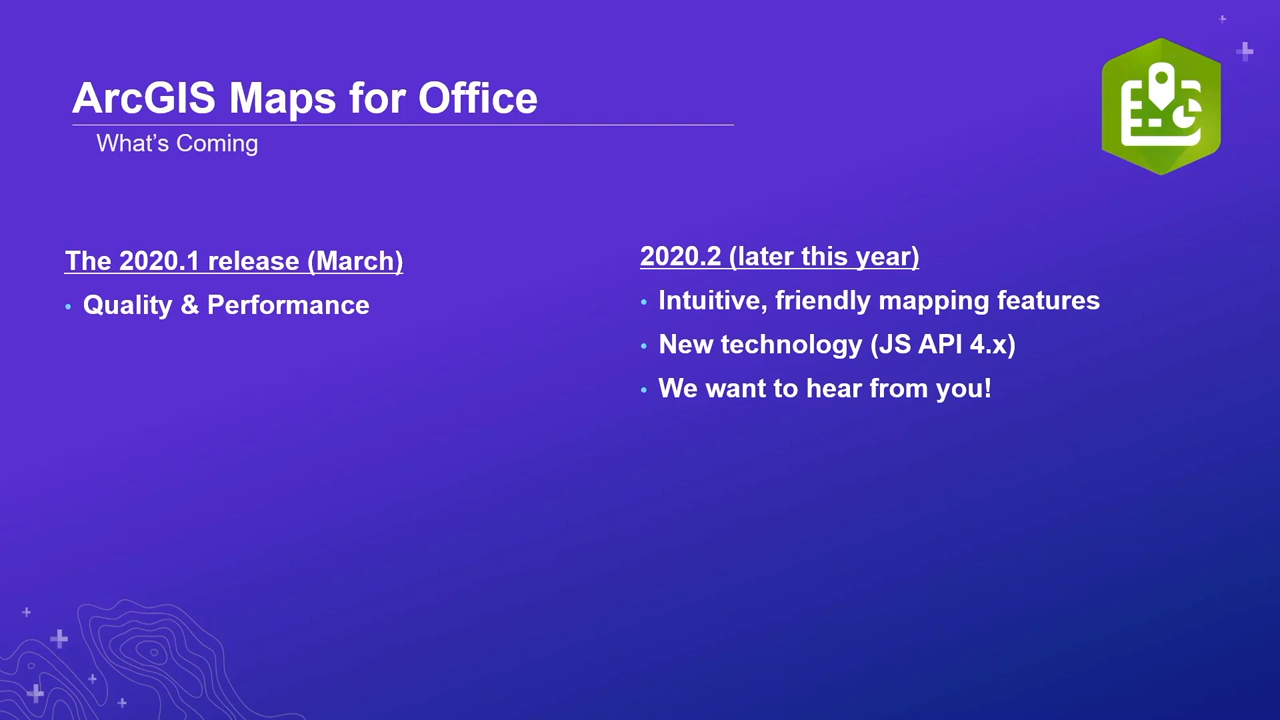 ArcGIS Maps for Office
What’s Coming
The 2020.1 release (March)
• Quality & Performance
2020.2 (later this year)
• Intuitive, friendly mapping features
• New technology (JS API 4.x)
• We want to hear from you!